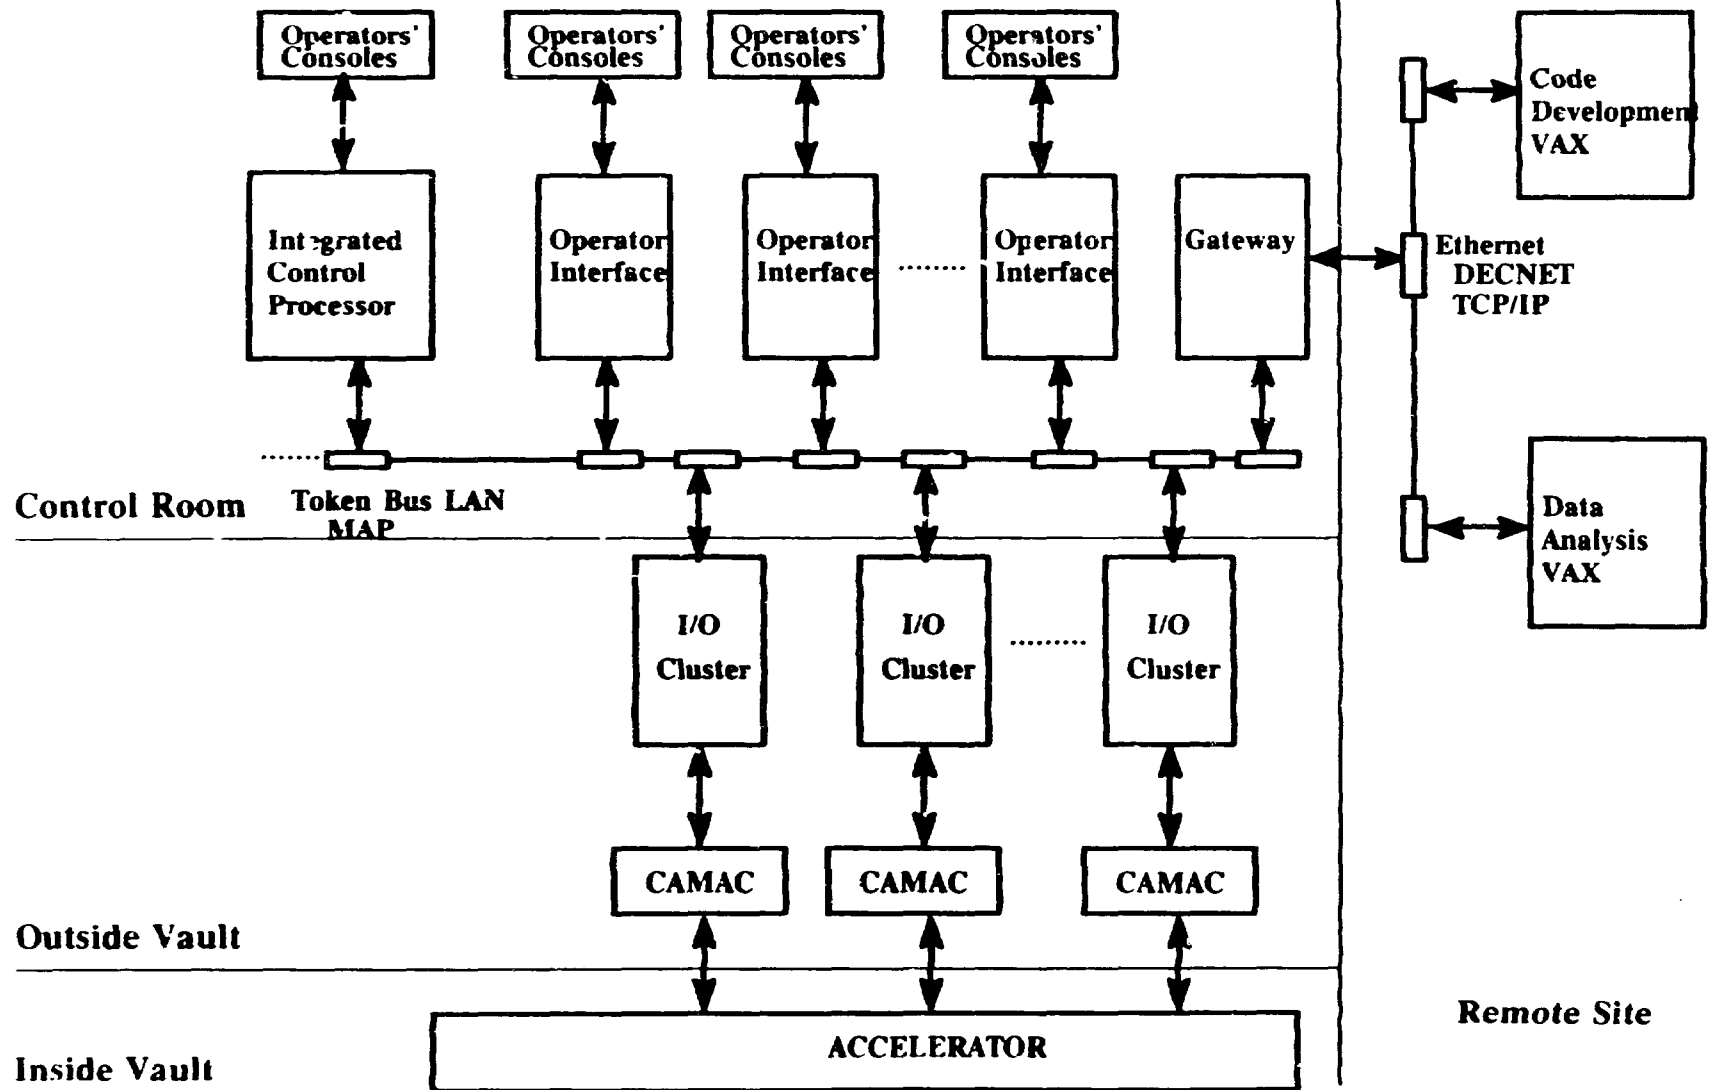 Operators'
Consoles
Operators'
Consoles
Operators'
Consoles
Operators'
Consoles
Code
Development
VAX
Integrated
Control
Processor
Operator
Interface
Operator
Interface
Operator
Interface
Gateway
Ethernet
DECNET
TCP/IP
Control Room
Token Bus LAN
MAP
Data
Analysis
VAX
I/O
Cluster
I/O
Cluster
I/O
Cluster
CAMAC
CAMAC
CAMAC
Outside Vault
Remote Site
ACCELERATOR
Inside Vault